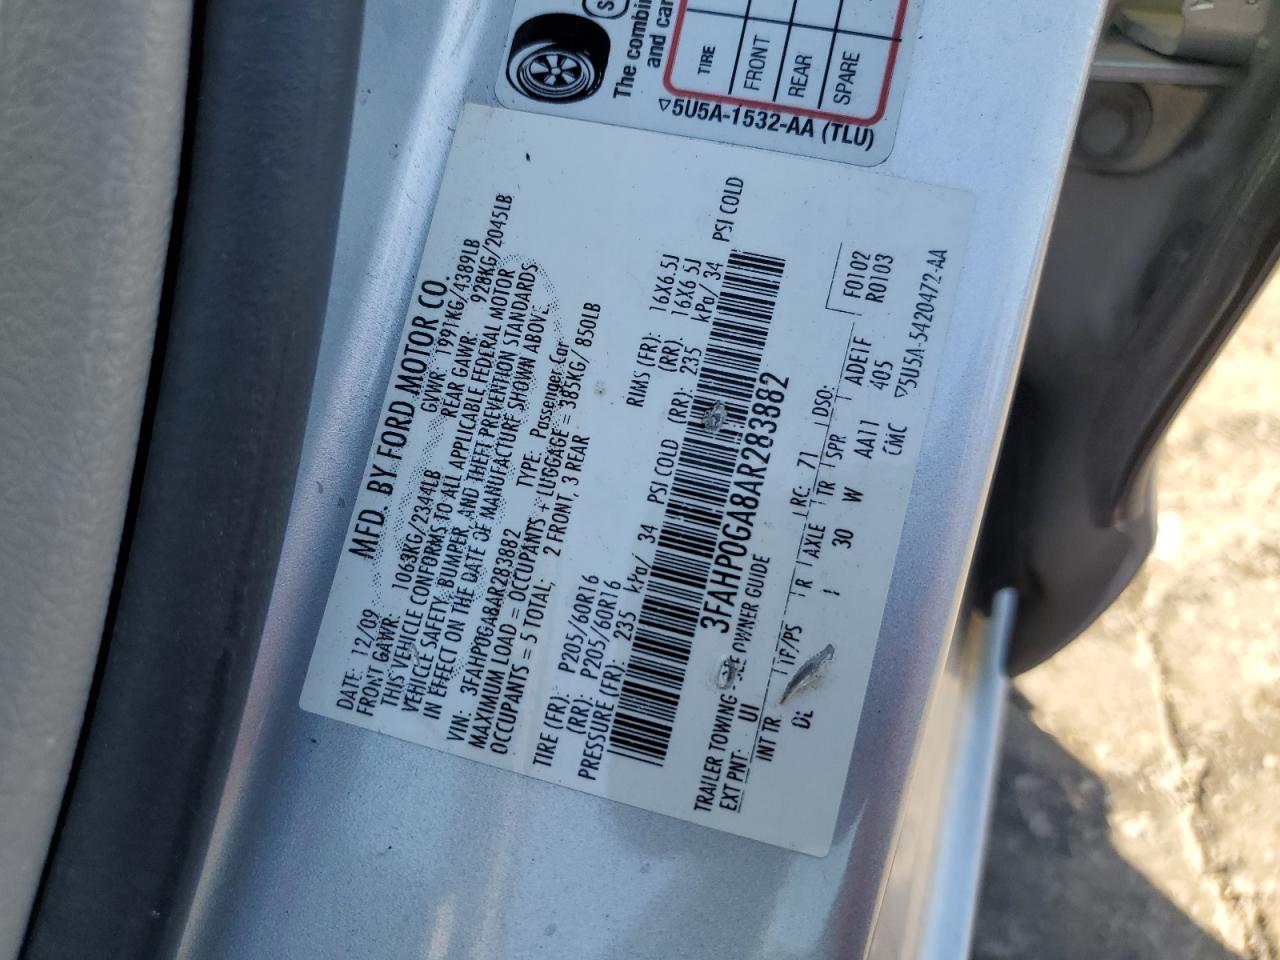 The combin
and car
TIRE
FRONT
REAR
SPARE
5U5A-1532-AA (TLU)
MFD. BY FORD MOTOR CO.
DATE: 12/09 GVWR: 1991KG/4389LB
FRONT GAWR: 1063KG/2344LB REAR GAWR: 928KG/2045LB
THIS VEHICLE CONFORMS TO ALL APPLICABLE FEDERAL MOTOR
VEHICLE SAFETY, BUMPER, AND THEFT PREVENTION STANDARDS
IN EFFECT ON THE DATE OF MANUFACTURE SHOWN ABOVE.
VIN: 3FAHP0GA8AR283882 TYPE: Passenger Car
MAXIMUM LOAD = OCCUPANTS + LUGGAGE = 385KG/850LB
OCCUPANTS = 5 TOTAL, 2 FRONT, 3 REAR
TIRE (FR): P205/60R16 RIMS (FR): 16X6.5J
(RR): P205/60R16 (RR): 16X6.5J
PRESSURE (FR): 235 kPa/ 34 PSI COLD (RR): 235 kPa/ 34 PSI COLD
3FAHP0GA8AR283882
TRAILER TOWING OWNER GUIDE
EXT PNT: UI RC: 71 DSO: F0102
INT TR TP/PS R AXLE TR SPR R0103
I 30 W AA11 ADEIF 405
CMC 5U5A-5420472-AA